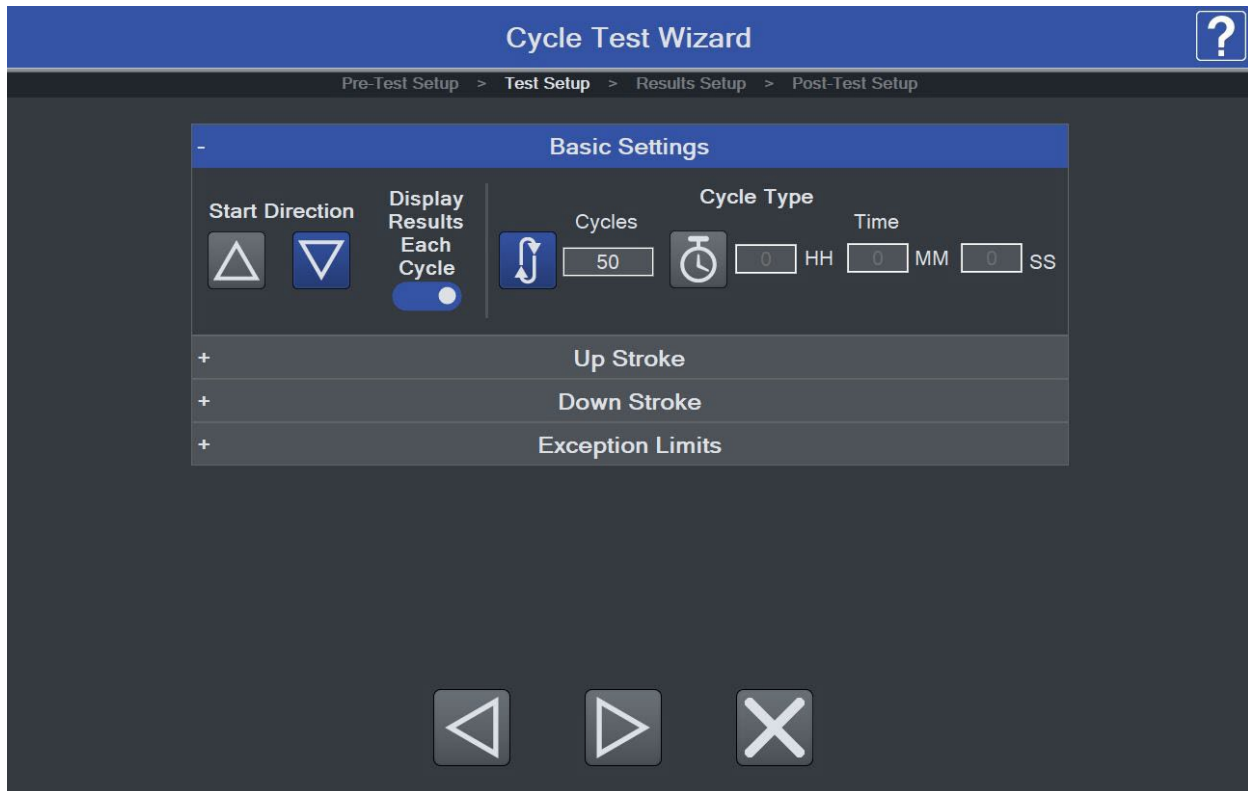 Cycle Test Wizard
?
Pre-Test Setup > Test Setup > Results Setup > Post-Test Setup
- Basic Settings
Start Direction
Display
Results
Each
Cycle
Cycle Type
Cycles
Time
50
0 HH 0 MM 0 SS
+ Up Stroke
+ Down Stroke
+ Exception Limits